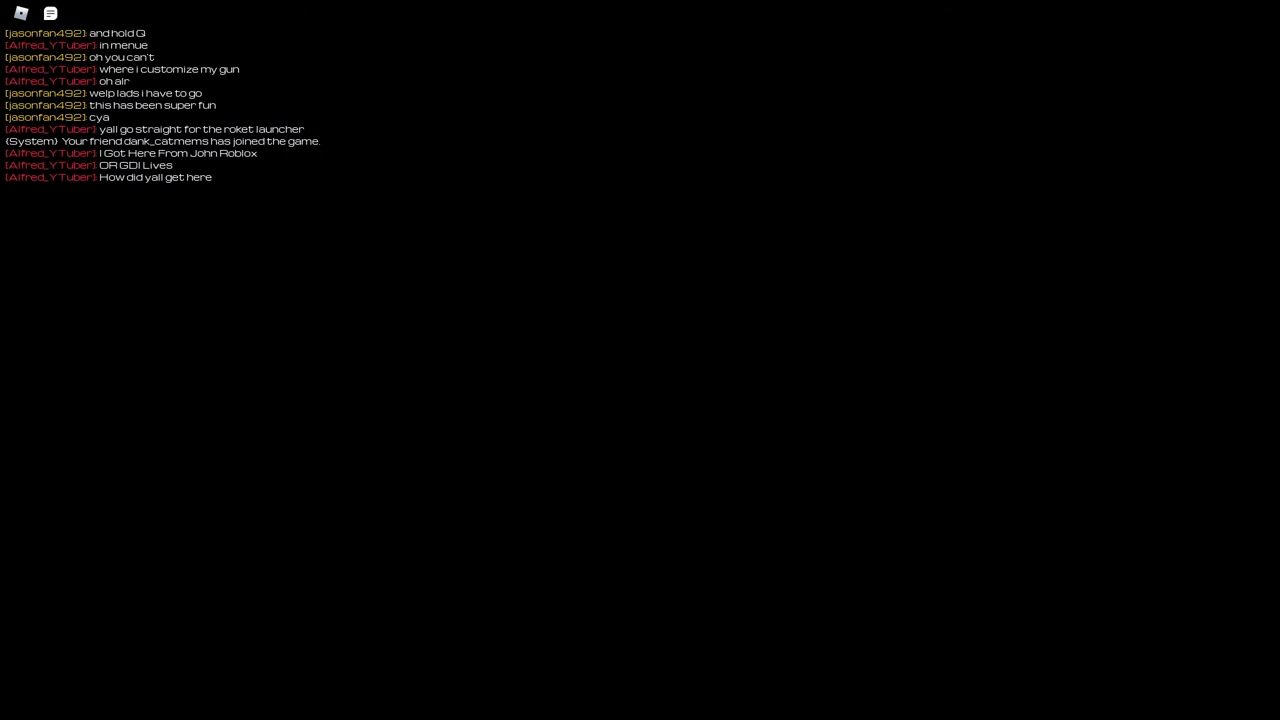 [jasonfan492]: and hold Q
[Alfred_YTuber]: in menue
[jasonfan492]: oh you can't
[Alfred_YTuber]: where i customize my gun
[Alfred_YTuber]: oh alr
[jasonfan492]: welp lads i have to go
[jasonfan492]: this has been super fun
[jasonfan492]: cya
[Alfred_YTuber]: yall go straight for the roket launcher
{System} Your friend dank_catmems has joined the game.
[Alfred_YTuber]: I Got Here From John Roblox
[Alfred_YTuber]: OR GDI Lives
[Alfred_YTuber]: How did yall get here